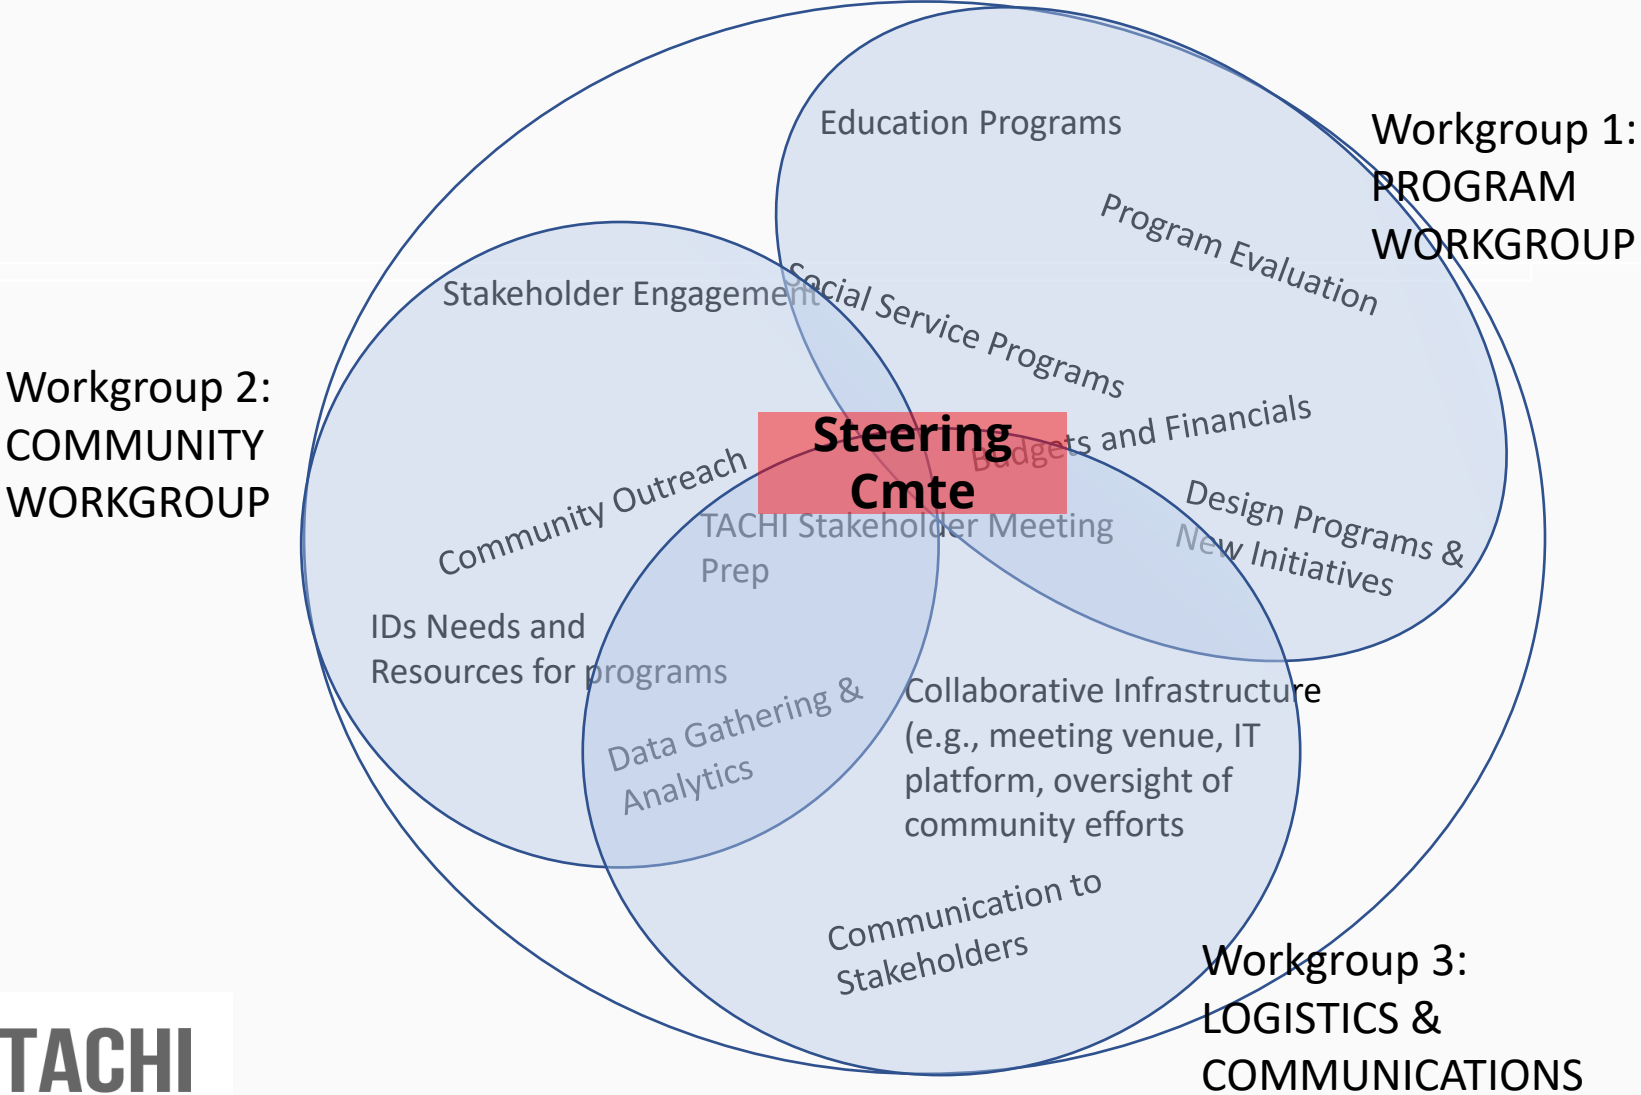 Education Programs
Workgroup 1:
PROGRAM
WORKGROUP
Program Evaluation
Stakeholder Engagement
Social Service Programs
Workgroup 2:
COMMUNITY
WORKGROUP
Steering
Cmte
Budgets and Financials
Community Outreach
Design Programs &
New Initiatives
TACHI Stakeholder Meeting
Prep
IDs Needs and
Resources for programs
Data Gathering &
Analytics
Collaborative Infrastructure
(e.g., meeting venue, IT
platform, oversight of
community efforts
Communication to
Stakeholders
Workgroup 3:
LOGISTICS &
COMMUNICATIONS
TACHI